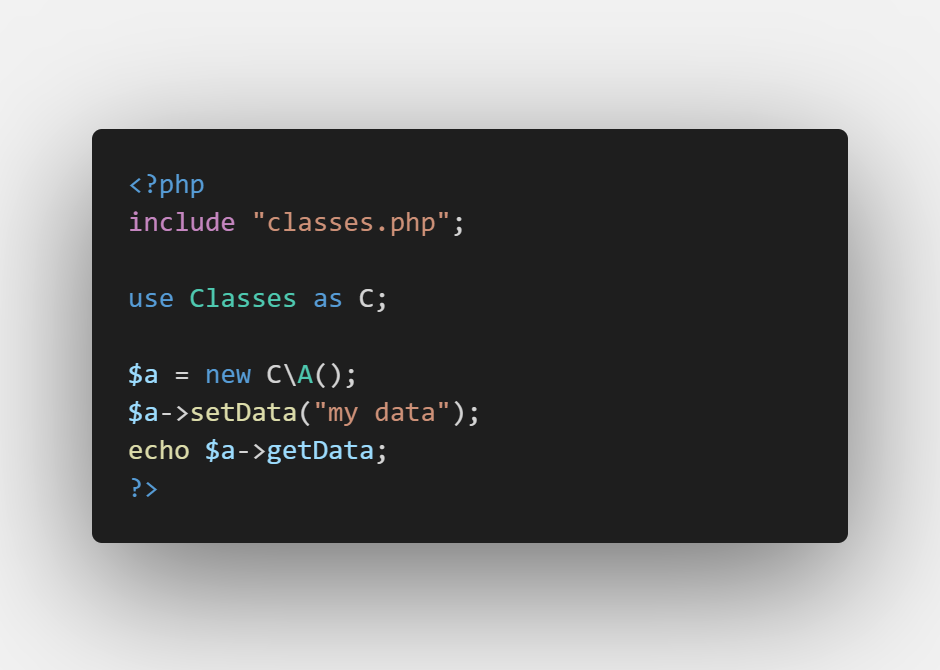 <?php
include "classes.php";
use Classes as C;
$a = new C\A();
$a->setData("my data");
echo $a->getData;
?>